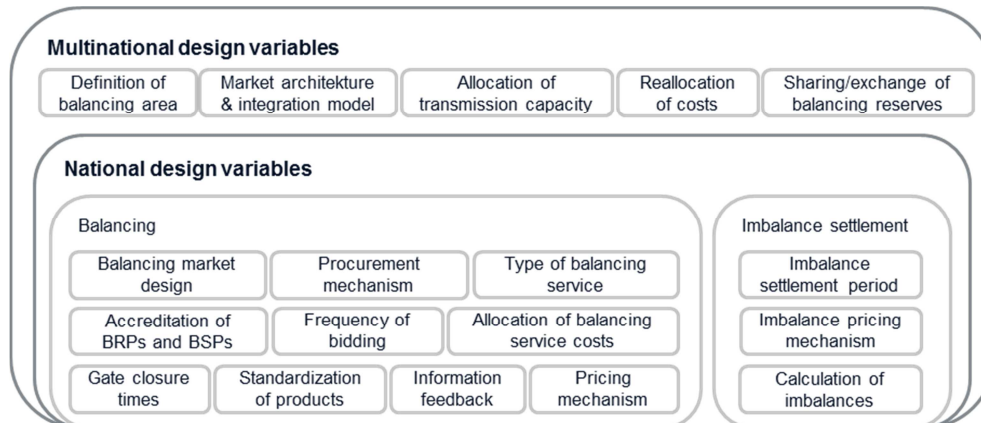 Multinational design variables
Definition of
balancing area
Market architekture
& integration model
Allocation of
transmission capacity
Reallocation
of costs
Sharing/exchange of
balancing reserves
National design variables
Balancing
Balancing market
design
Procurement
mechanism
Type of balancing
service
Accreditation of
BRPs and BSPs
Frequency of
bidding
Allocation of balancing
service costs
Gate closure
times
Standardization
of products
Information
feedback
Pricing
mechanism
Imbalance settlement
Imbalance
settlement period
Imbalance pricing
mechanism
Calculation of
imbalances